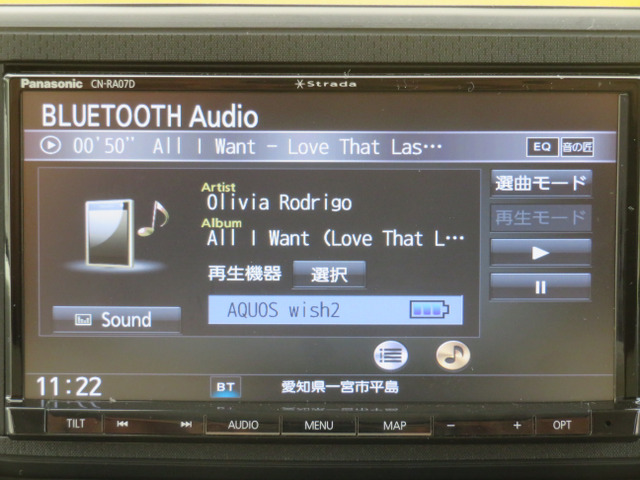 Panasonic CN-RA07D Strada
BLUETOOTH Audio
00'50" All I Want - Love That Las…
EQ 音の匠
Artist
Olivia Rodrigo
Album
All I Want (Love That L…
再生機器 選択
AQUOS wish2
Sound
選曲モード
再生モード
11:22 BT 愛知県一宮市平島
TILT AUDIO MENU MAP − + OPT